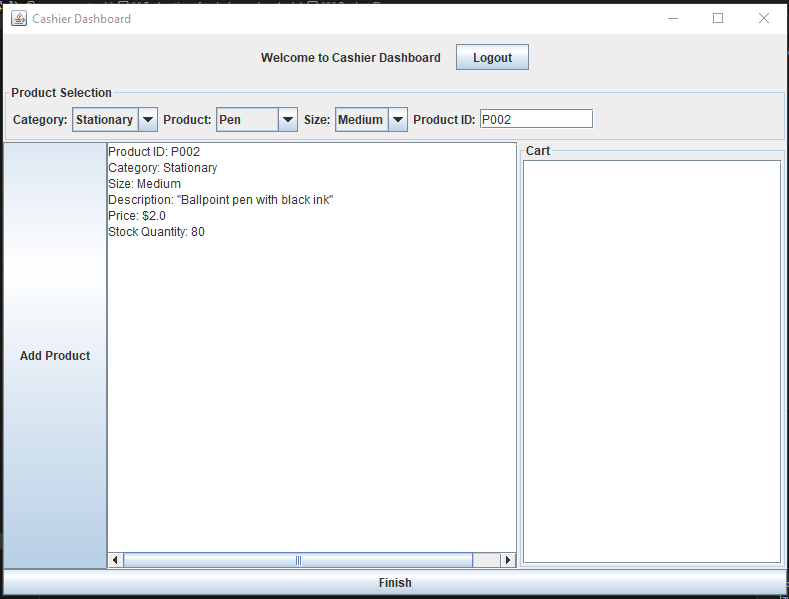 Cashier Dashboard
Welcome to Cashier Dashboard Logout
Product Selection
Category: Stationary Product: Pen Size: Medium Product ID: P002
Product ID: P002
Category: Stationary
Size: Medium
Description: "Ballpoint pen with black ink"
Price: $2.0
Stock Quantity: 80
Add Product
Cart
Finish